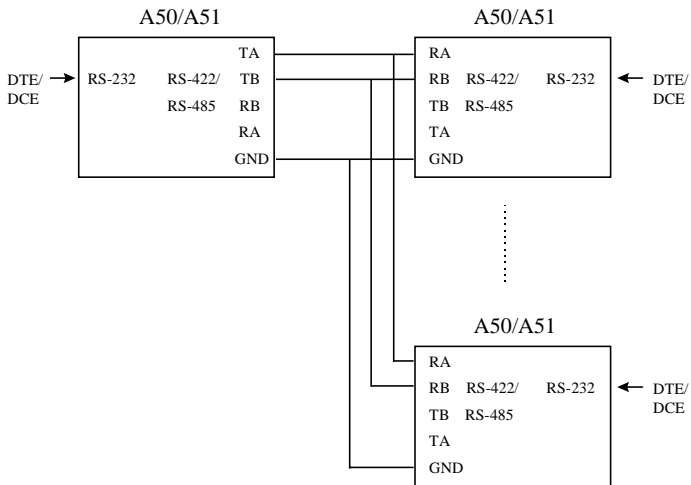 A50/A51
A50/A51
TA
DTE/
DCE
RS-232
RS-422/
TB
RS-485
RB
RA
GND
RA
RB
RS-422/
RS-232
TB
RS-485
TA
GND
DTE/
DCE
A50/A51
RA
RB
RS-422/
RS-232
TB
RS-485
TA
GND
DTE/
DCE